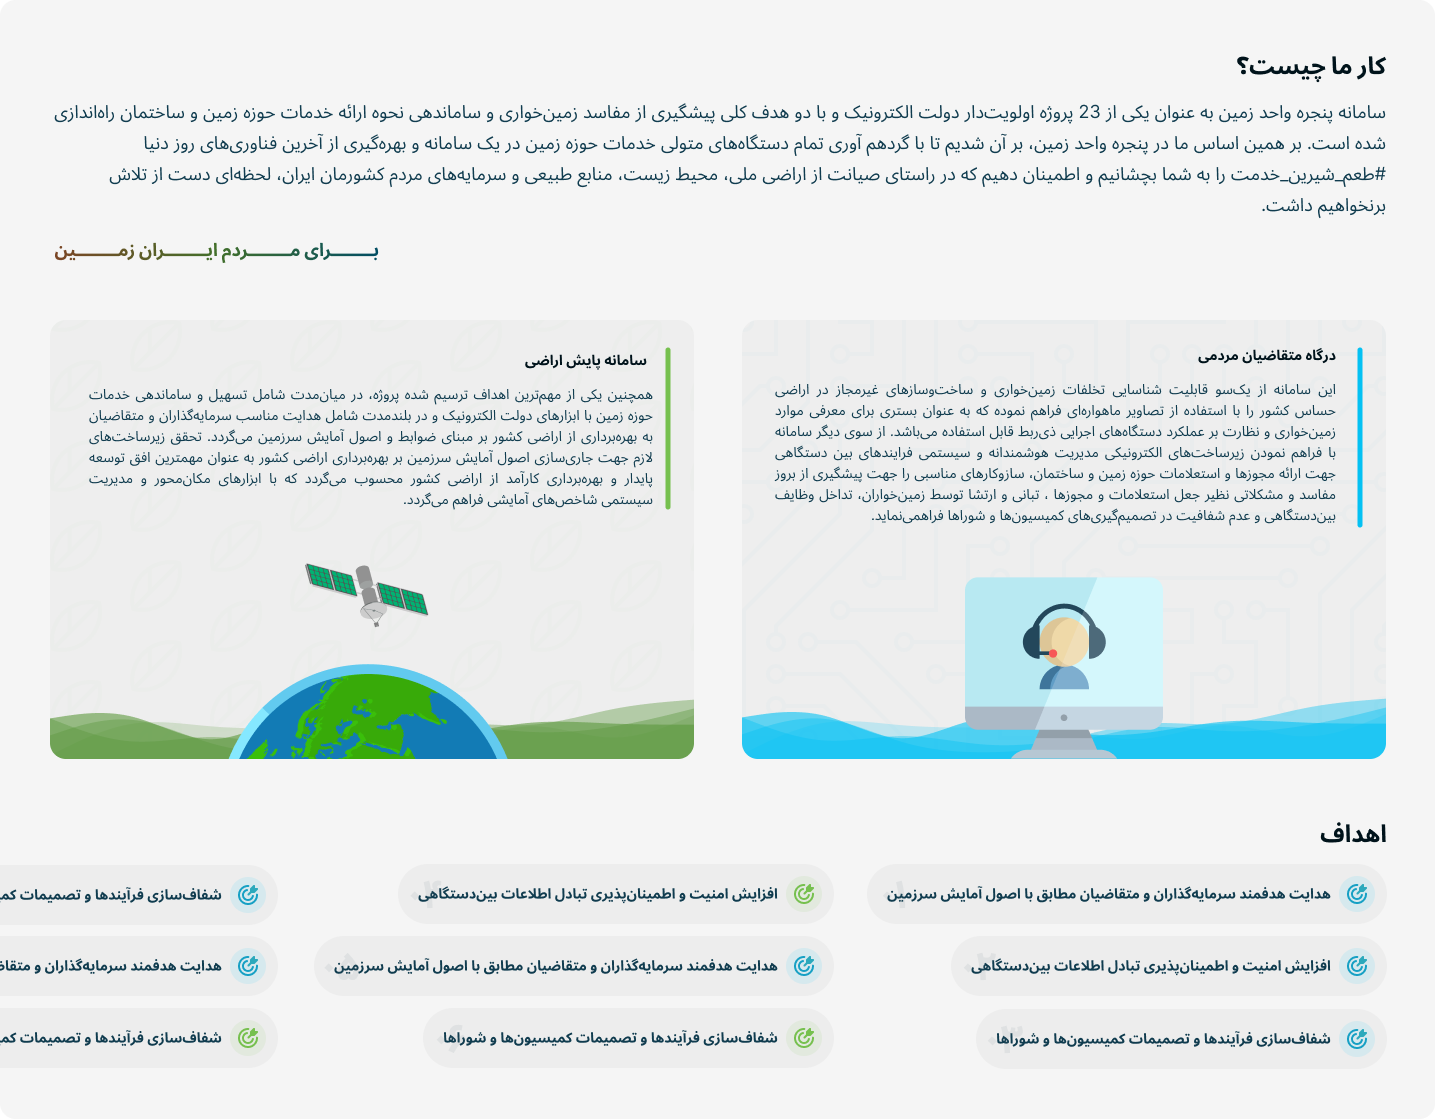 کار ما چیست؟
سامانه پنجره واحد زمین به عنوان یکی از 23 پروژه اولویت‌دار دولت الکترونیک و با دو هدف کلی پیشگیری از مفاسد زمین‌خواری و ساماندهی نحوه ارائه خدمات حوزه زمین و ساختمان راه‌اندازی
شده است. بر همین اساس ما در پنجره واحد زمین، بر آن شدیم تا با گردهم آوری تمام دستگاه‌های متولی خدمات حوزه زمین در یک سامانه و بهره‌گیری از آخرین فناوری‌های روز دنیا
#طعم_شیرین_خدمت را به شما بچشانیم و اطمینان دهیم که در راستای صیانت از اراضی ملی، محیط زیست، منابع طبیعی و سرمایه‌های مردم کشورمان ایران، لحظه‌ای دست از تلاش
برنخواهیم داشت.
بـــــــرای مـــــــردم ایـــــــران زمـــــــین
درگاه متقاضیان مردمی
این سامانه از یک‌سو قابلیت شناسایی تخلفات زمین‌خواری و ساخت‌وسازهای غیرمجاز در اراضی
حساس کشور را با استفاده از تصاویر ماهواره‌ای فراهم نموده که به عنوان بستری برای معرفی موارد
زمین‌خواری و نظارت بر عملکرد دستگاه‌های اجرایی ذی‌ربط قابل استفاده می‌باشد. از سوی دیگر سامانه
با فراهم نمودن زیرساخت‌های الکترونیکی مدیریت هوشمندانه و سیستمی فرایندهای بین دستگاهی
جهت ارائه مجوزها و استعلامات حوزه زمین و ساختمان، سازوکارهای مناسبی را جهت پیشگیری از بروز
مفاسد و مشکلاتی نظیر جعل استعلامات و مجوزها ، تبانی و ارتشا توسط زمین‌خواران، تداخل وظایف
بین‌دستگاهی و عدم شفافیت در تصمیم‌گیری‌های کمیسیون‌ها و شوراها فراهمی‌نماید.
سامانه پایش اراضی
همچنین یکی از مهم‌ترین اهداف ترسیم شده پروژه، در میان‌مدت شامل تسهیل و ساماندهی خدمات
حوزه زمین با ابزارهای دولت الکترونیک و در بلندمدت شامل هدایت مناسب سرمایه‌گذاران و متقاضیان
به بهره‌برداری از اراضی کشور بر مبنای ضوابط و اصول آمایش سرزمین می‌گردد. تحقق زیرساخت‌های
لازم جهت جاری‌سازی اصول آمایش سرزمین بر بهره‌برداری اراضی کشور به عنوان مهمترین افق توسعه
پایدار و بهره‌برداری کارآمد از اراضی کشور محسوب می‌گردد که با ابزارهای مکان‌محور و مدیریت
سیستمی شاخص‌های آمایشی فراهم می‌گردد.
اهداف
هدایت هدفمند سرمایه‌گذاران و متقاضیان مطابق با اصول آمایش سرزمین
افزایش امنیت و اطمینان‌پذیری تبادل اطلاعات بین‌دستگاهی
شفاف‌سازی فرآیندها و تصمیمات کمیسیون‌ها و شوراها
افزایش امنیت و اطمینان‌پذیری تبادل اطلاعات بین‌دستگاهی
هدایت هدفمند سرمایه‌گذاران و متقاضیان مطابق با اصول آمایش سرزمین
شفاف‌سازی فرآیندها و تصمیمات کمیسیون‌ها و شوراها
شفاف‌سازی فرآیندها و تصمیمات
هدایت هدفمند سرمایه‌گذاران و
شفاف‌سازی فرآیندها و تصمیمات